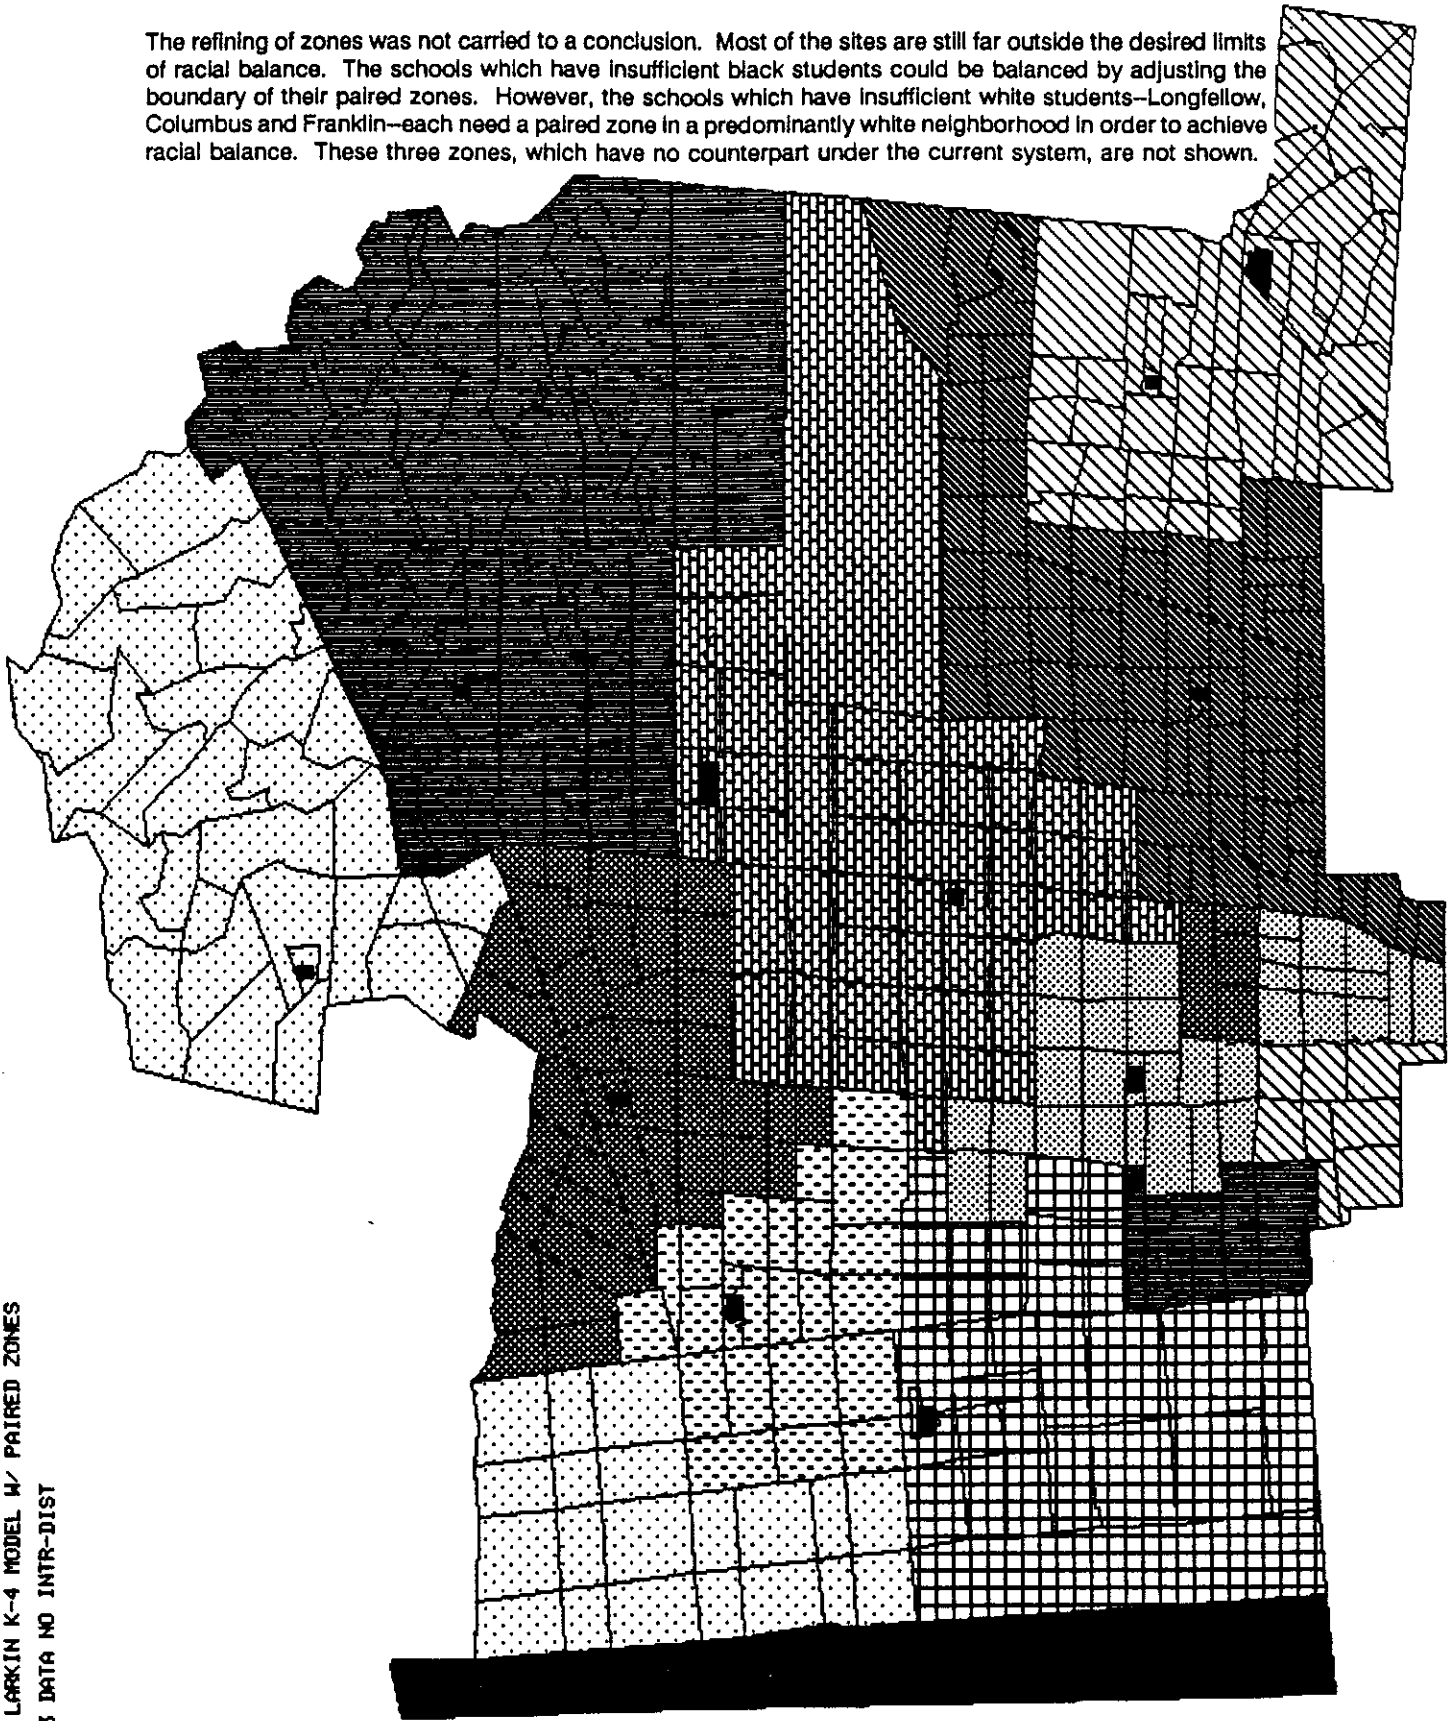 The refining of zones was not carried to a conclusion. Most of the sites are still far outside the desired limits
of racial balance. The schools which have insufficient black students could be balanced by adjusting the
boundary of their paired zones. However, the schools which have insufficient white students--Longfellow,
Columbus and Franklin--each need a paired zone in a predominantly white neighborhood in order to achieve
racial balance. These three zones, which have no counterpart under the current system, are not shown.
LARKIN K-4 MODEL W/ PAIRED ZONES
DATA NO INTR-DIST